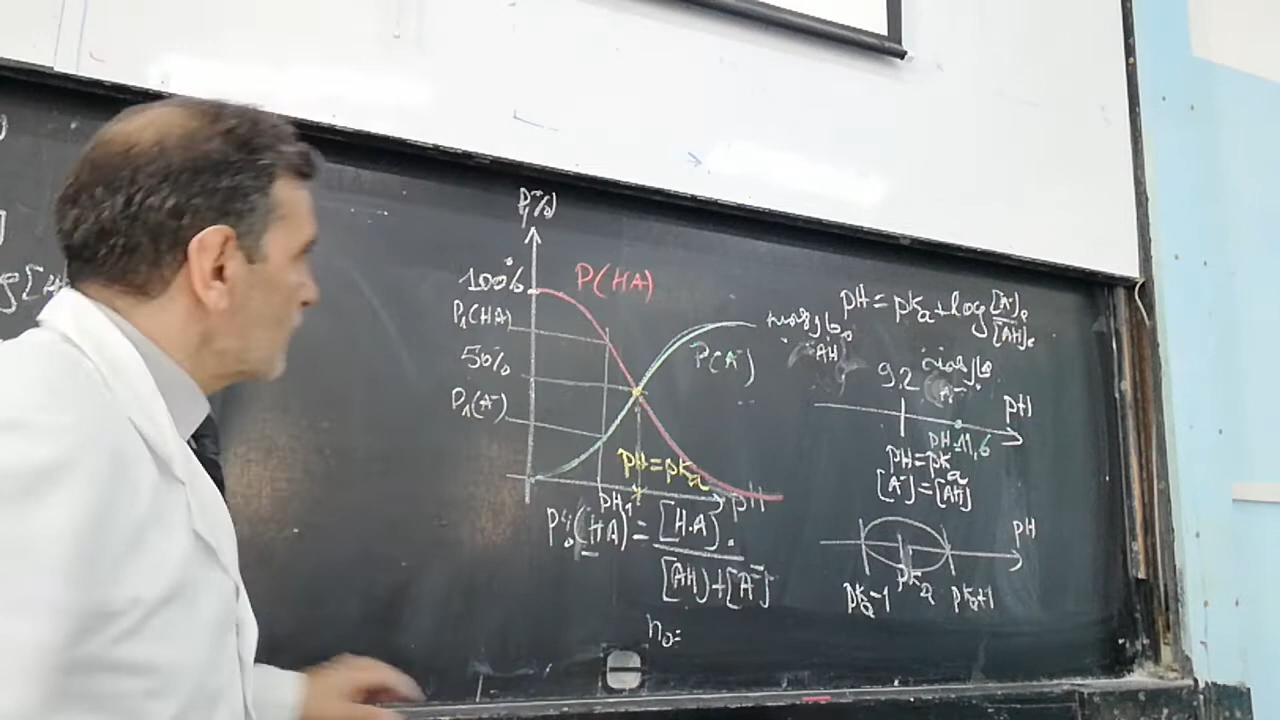 P(%)
100%
P(HA)
P₁(HA)
50%
P₁(A⁻)
P(A⁻)
pH = pKa
pH₁
pH
P%(HA) = [HA] / [AH]+[A⁻]
n₀=
pH = pKa + log [A⁻]e / [AH]e
AH
9.2
A⁻
pH
pH 11,6
pH = pKa
[A⁻] = [AH]
pH
pKa-1
pKa
pKa+1